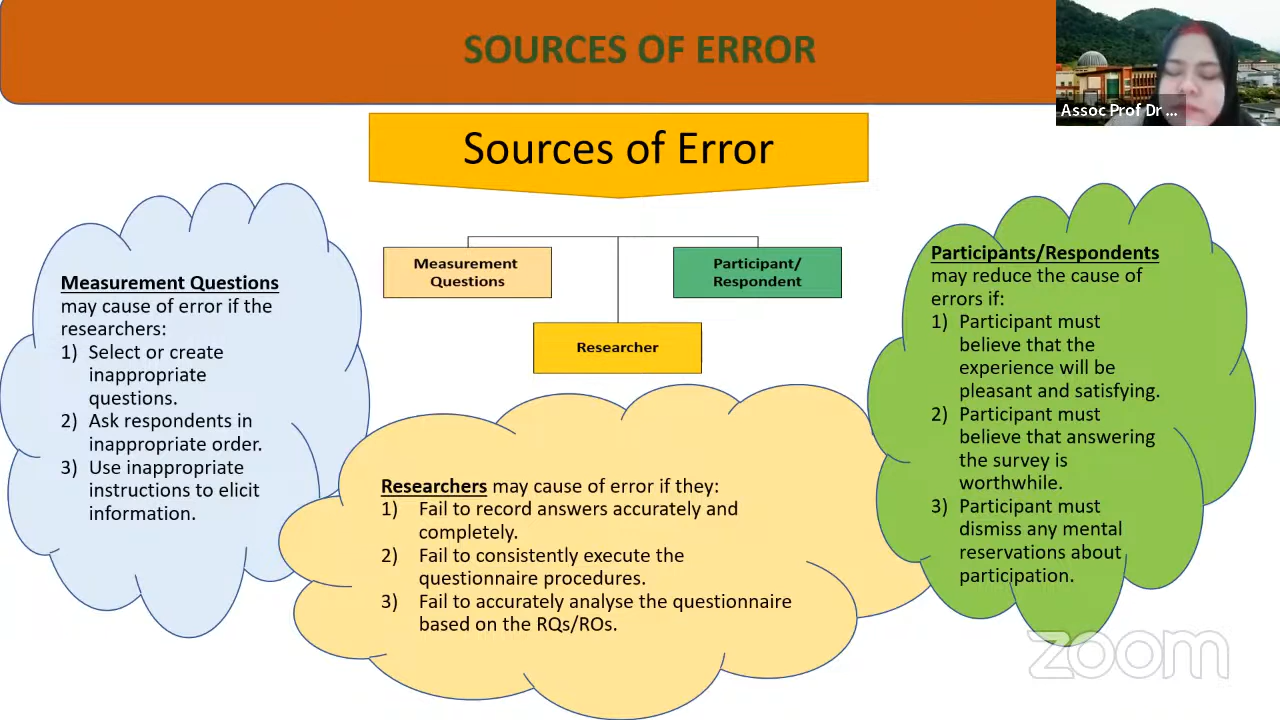 SOURCES OF ERROR
Assoc Prof Dr ...
Sources of Error
Measurement
Questions
Participant/
Respondent
Researcher
Measurement Questions
may cause of error if the
researchers:
1) Select or create
inappropriate
questions.
2) Ask respondents in
inappropriate order.
3) Use inappropriate
instructions to elicit
information.
Researchers may cause of error if they:
1) Fail to record answers accurately and
completely.
2) Fail to consistently execute the
questionnaire procedures.
3) Fail to accurately analyse the questionnaire
based on the RQs/ROs.
Participants/Respondents
may reduce the cause of
errors if:
1) Participant must
believe that the
experience will be
pleasant and satisfying.
2) Participant must
believe that answering
the survey is
worthwhile.
3) Participant must
dismiss any mental
reservations about
participation.
zoom